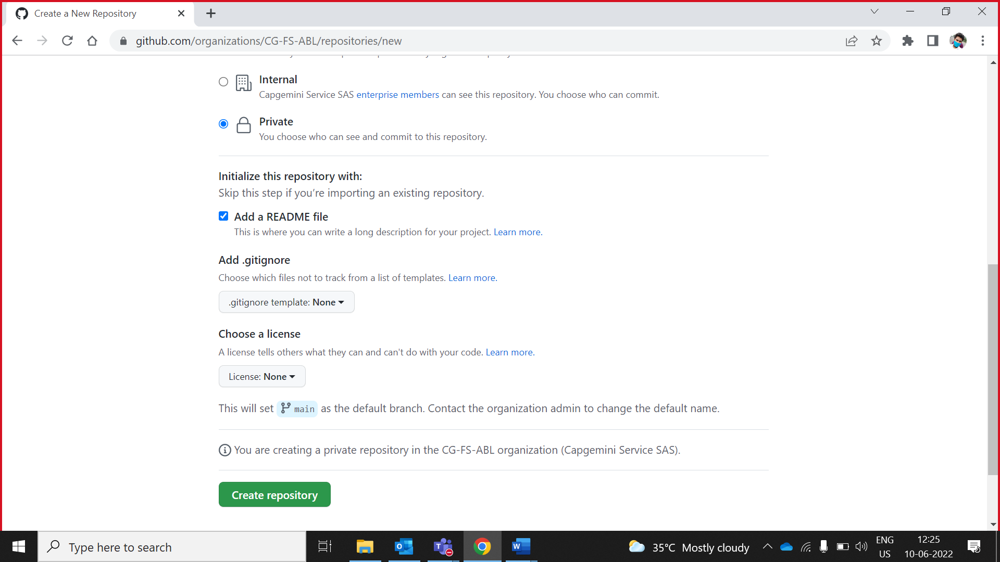 Create a New Repository
github.com/organizations/CG-FS-ABL/repositories/new
Internal
Capgemini Service SAS enterprise members can see this repository. You choose who can commit.
Private
You choose who can see and commit to this repository.
Initialize this repository with:
Skip this step if you’re importing an existing repository.
Add a README file
This is where you can write a long description for your project. Learn more.
Add .gitignore
Choose which files not to track from a list of templates. Learn more.
.gitignore template: None
Choose a license
A license tells others what they can and can't do with your code. Learn more.
License: None
This will set main as the default branch. Contact the organization admin to change the default name.
You are creating a private repository in the CG-FS-ABL organization (Capgemini Service SAS).
Create repository
Type here to search
35°C Mostly cloudy
ENG
US
12:25
10-06-2022